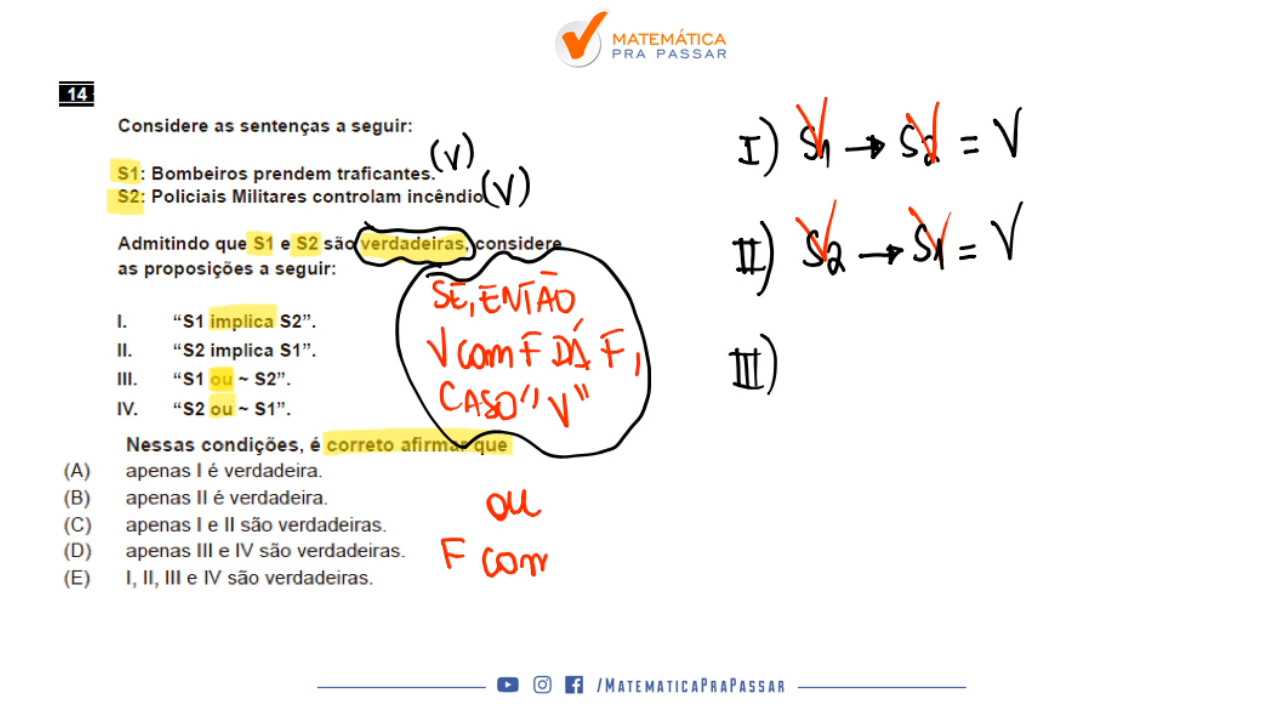 MATEMÁTICA
PRA PASSAR
14
Considere as sentenças a seguir:
S1: Bombeiros prendem traficantes. (V)
S2: Policiais Militares controlam incêndio. (V)
Admitindo que S1 e S2 são verdadeiras, considere
as proposições a seguir:
I. “S1 implica S2”.
II. “S2 implica S1”.
III. “S1 ou ~ S2”.
IV. “S2 ou ~ S1”.
Nessas condições, é correto afirmar que
(A) apenas I é verdadeira.
(B) apenas II é verdadeira.
(C) apenas I e II são verdadeiras.
(D) apenas III e IV são verdadeiras.
(E) I, II, III e IV são verdadeiras.
SE, ENTÃO
V com F DÁ F,
CASO // "V"
ou
F com
I) S1 → S2 = V
V V
II) S2 → S1 = V
V V
III)
/MatematicaPraPassar